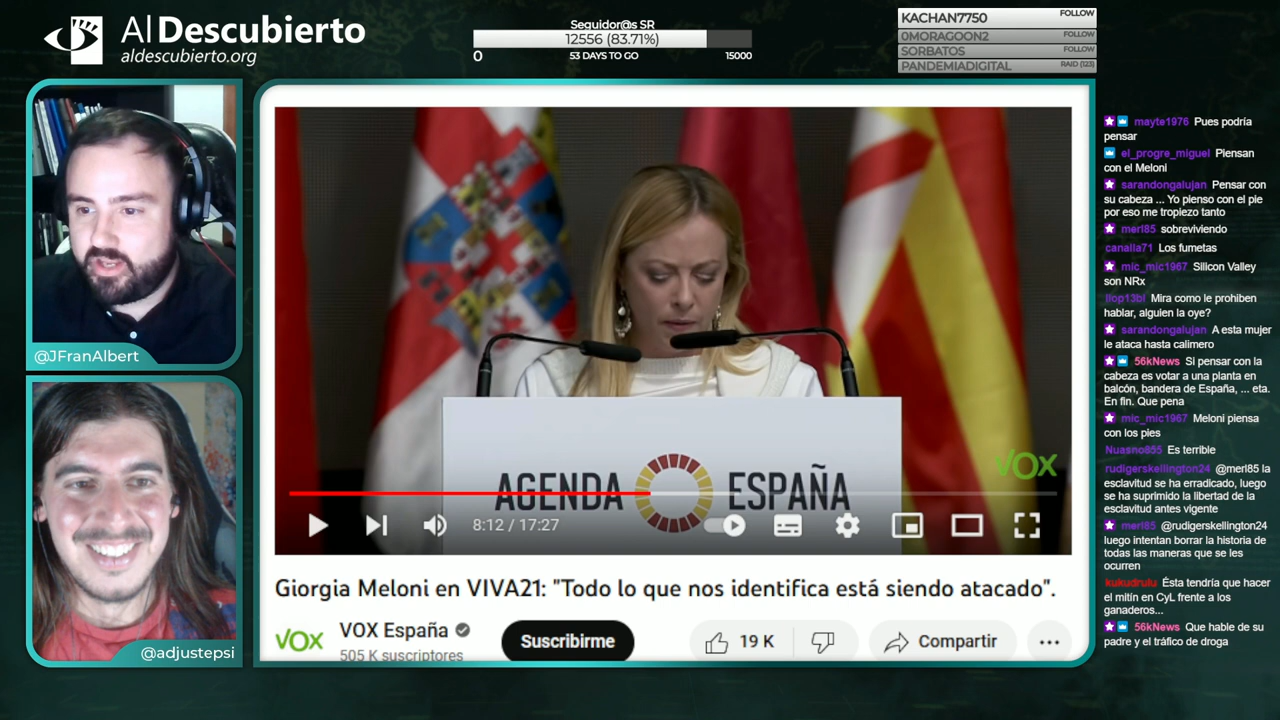 Al Descubierto
aldescubierto.org
Seguidor@s SR
12556 (83.71%)
0
53 DAYS TO GO
15000
KACHAN7750 FOLLOW
0MORAGOON2 FOLLOW
SORBATOS FOLLOW
PANDEMIADIGITAL RAID (123)
@JFranAlbert
@adjustepsi
VOX
AGENDA ESPAÑA
8:12 / 17:27
Giorgia Meloni en VIVA21: "Todo lo que nos identifica está siendo atacado".
VOX
VOX España
505 K suscriptores
Suscribirme
19 K
Compartir
mayte1976 Pues podría
pensar
el_progre_miguel Piensan
con el Meloni
sarandongalujan Pensar con
su cabeza ... Yo pienso con el pie
por eso me tropiezo tanto
merl85 sobreviviendo
canalla71 Los fumetas
mic_mic1967 Silicon Valley
son NRx
llop13bl Mira como le prohiben
hablar, alguien la oye?
sarandongalujan A esta mujer
le ataca hasta calimero
56kNews Si pensar con la
cabeza es votar a una planta en
balcón, bandera de España, ... eta.
En fin. Que pena
mic_mic1967 Meloni piensa
con los pies
Nuasno855 Es terrible
rudigerskellington24 @merl85 la
esclavitud se ha erradicado, luego
se ha suprimido la libertad de la
esclavitud antes vigente
merl85 @rudigerskellington24
luego intentan borrar la historia de
todas las maneras que se les
ocurren
kukudrulu Ésta tendría que hacer
el mitín en CyL frente a los
ganaderos...
56kNews Que hable de su
padre y el tráfico de droga